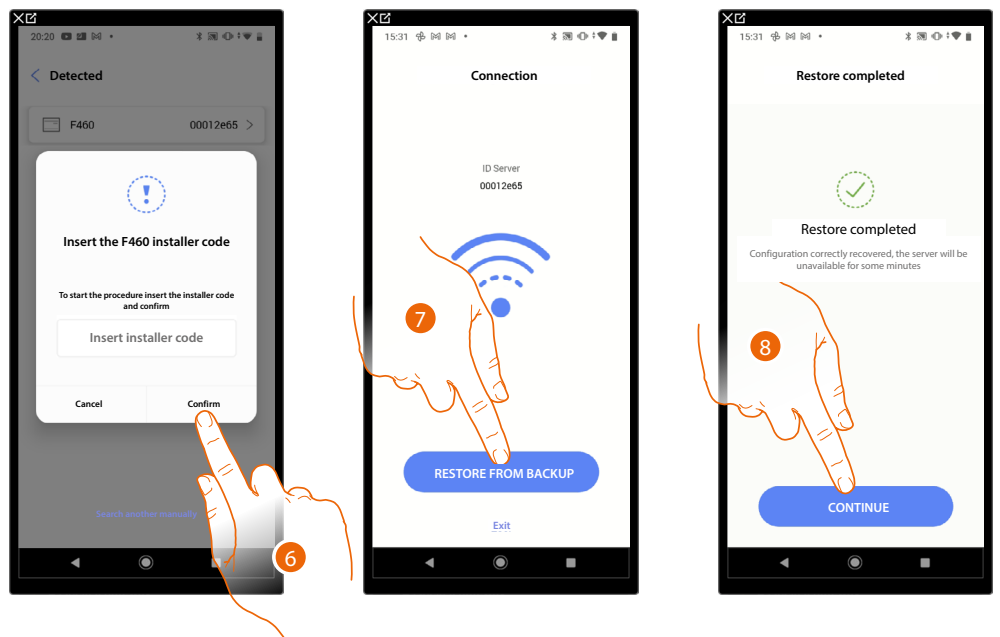 20:20
Detected
F460 00012e65
Insert the F460 installer code
To start the procedure insert the installer code
and confirm
Insert installer code
Cancel Confirm
Search another manually
6
15:31
Connection
ID Server
00012e65
7
RESTORE FROM BACKUP
Exit
15:31
Restore completed
Restore completed
Configuration correctly recovered, the server will be
unavailable for some minutes
8
CONTINUE